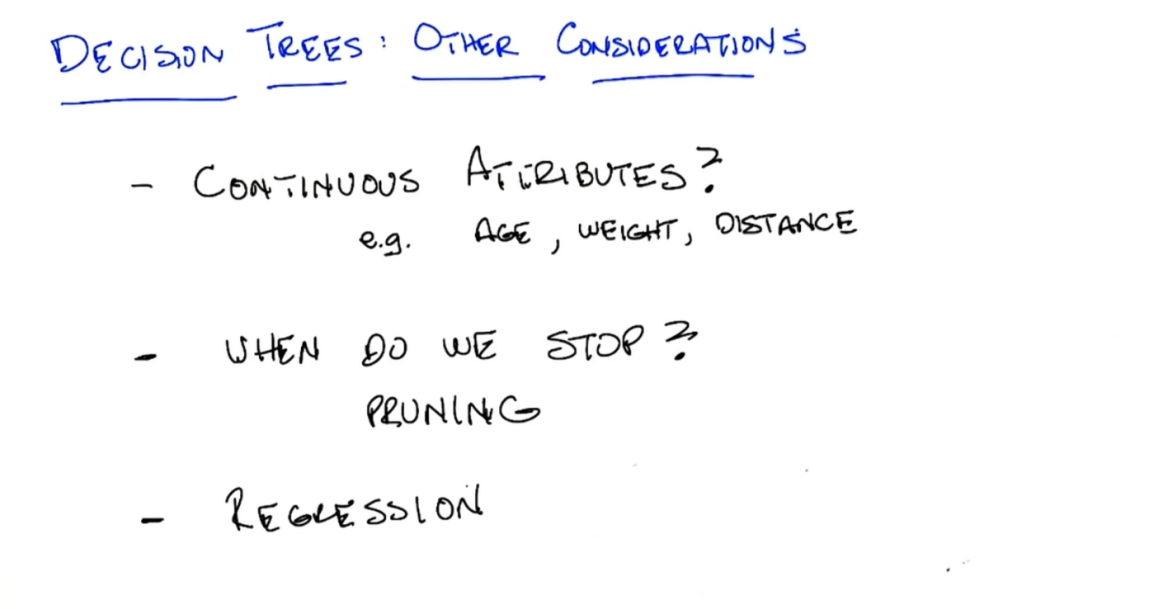 DECISION TREES: OTHER CONSIDERATIONS
- CONTINUOUS ATTRIBUTES?
e.g. AGE, WEIGHT, DISTANCE
- WHEN DO WE STOP?
PRUNING
- REGRESSION